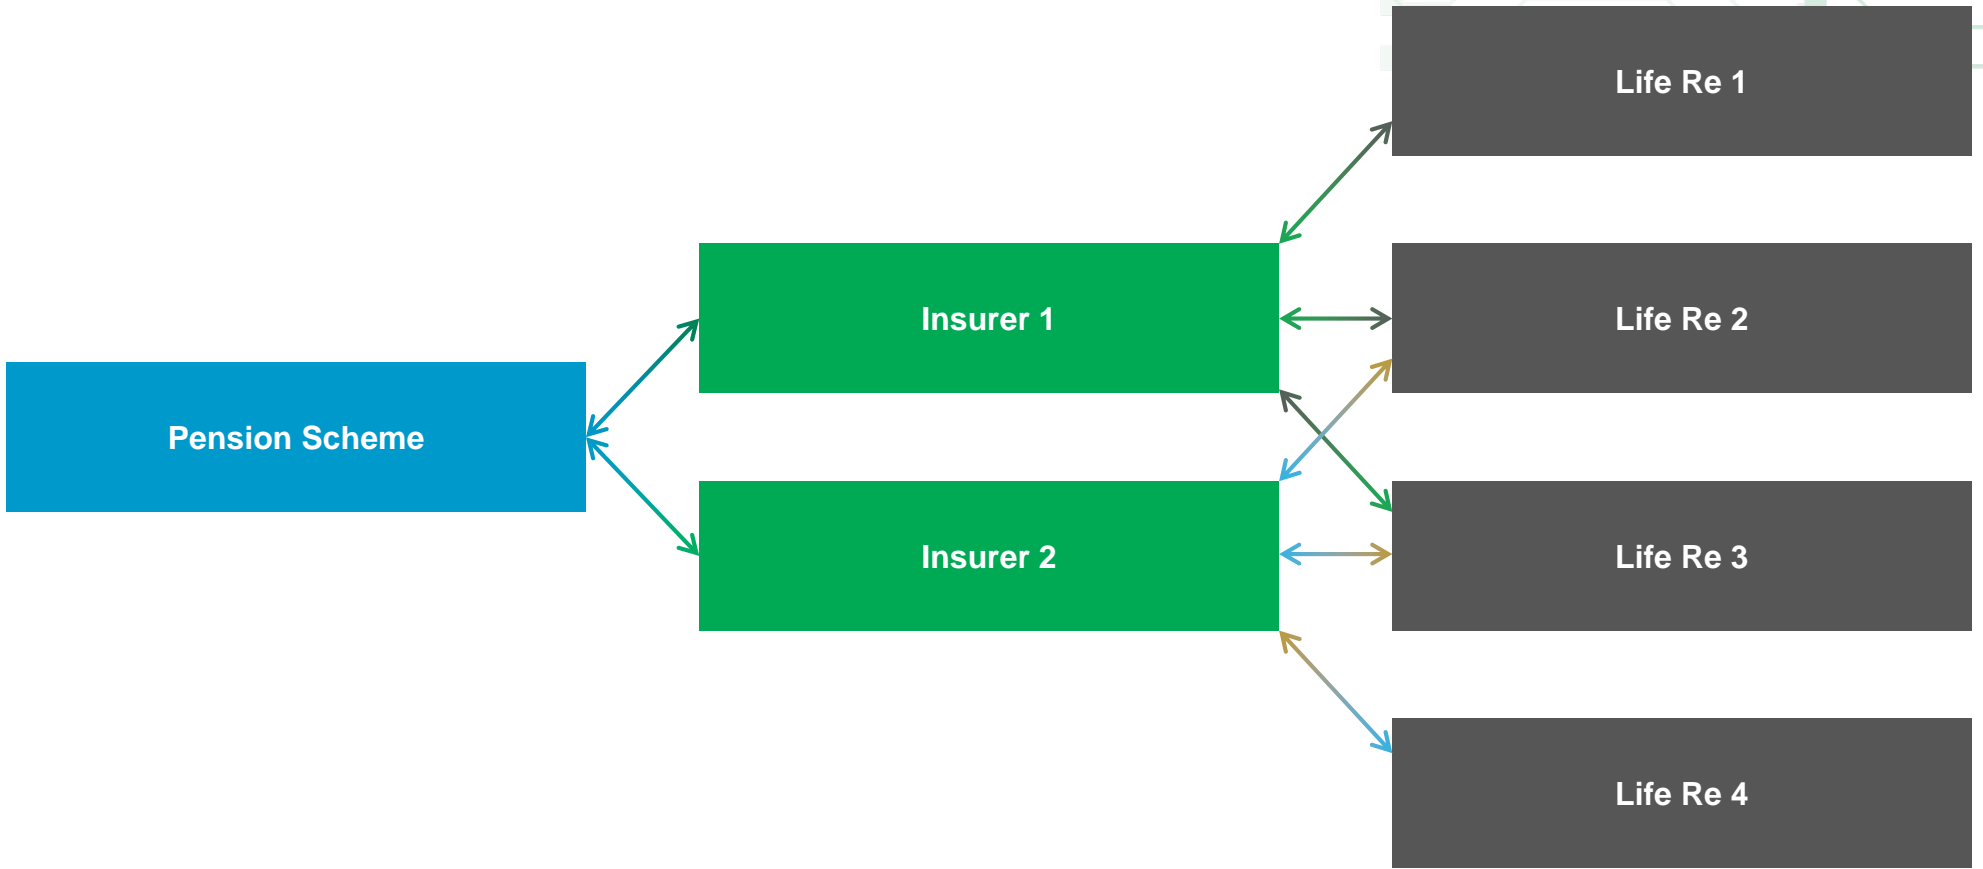 Pension Scheme
Insurer 1
Insurer 2
Life Re 1
Life Re 2
Life Re 3
Life Re 4